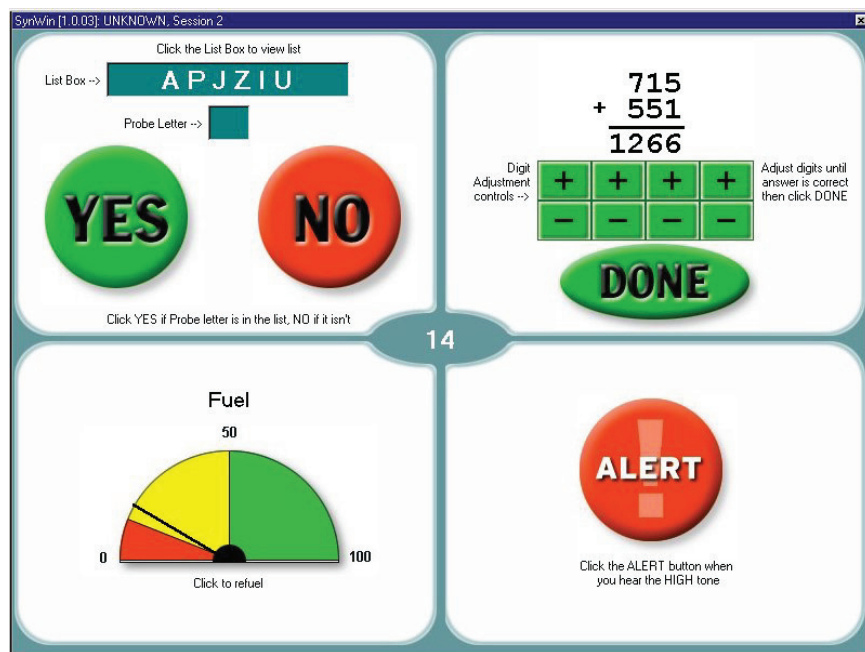 SynWin [1.0.03]: UNKNOWN, Session 2
Click the List Box to view list
List Box -->
A P J Z I U
Probe Letter -->
YES
NO
Click YES if Probe letter is in the list, NO if it isn't
715
+ 551
1266
Digit
Adjustment
controls -->
+ + + +
− − − −
Adjust digits until
answer is correct
then click DONE
DONE
14
Fuel
50
0
100
Click to refuel
!
ALERT
Click the ALERT button when
you hear the HIGH tone